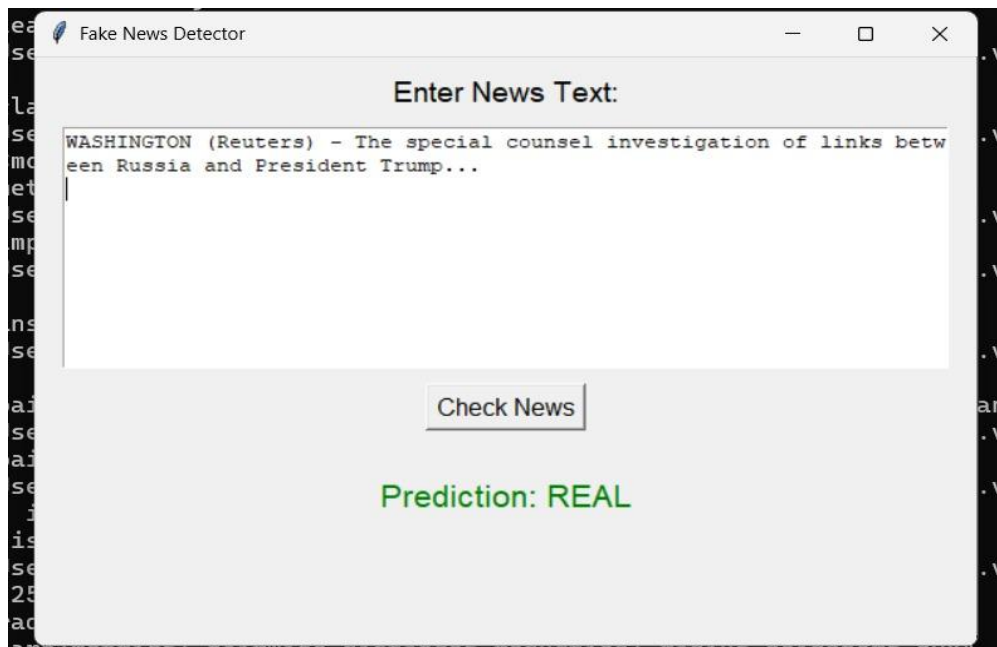 Fake News Detector
Enter News Text:
WASHINGTON (Reuters) - The special counsel investigation of links betw
een Russia and President Trump...
Check News
Prediction: REAL